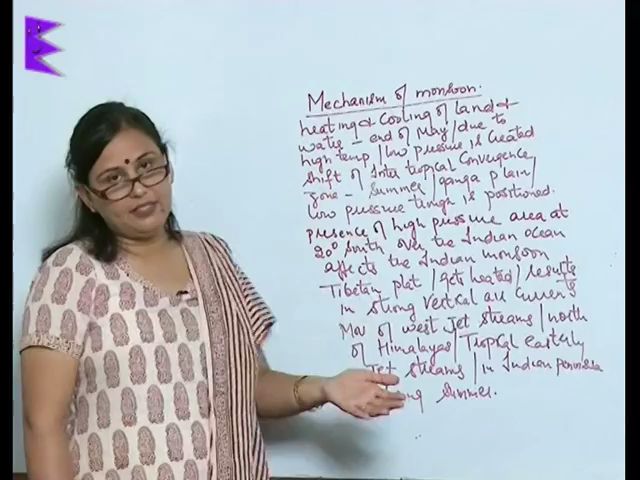 Mechanism of monsoon.
heating & Cooling of land &
water - end of May/due to
high temp/low pressure is created
Shift of Inter tropical Convergence
Zone - Summer/ganga plain/
low pressure is positioned.
presence of high pressure area at
20° South over the Indian ocean
affects the Indian monsoon
Tibetan plat/gets heated/results
in strong vertical air currents
Mov of west Jet streams/north
of Himalayas/Tropical easterly
Jet streams/in Indian peninsula
summer.